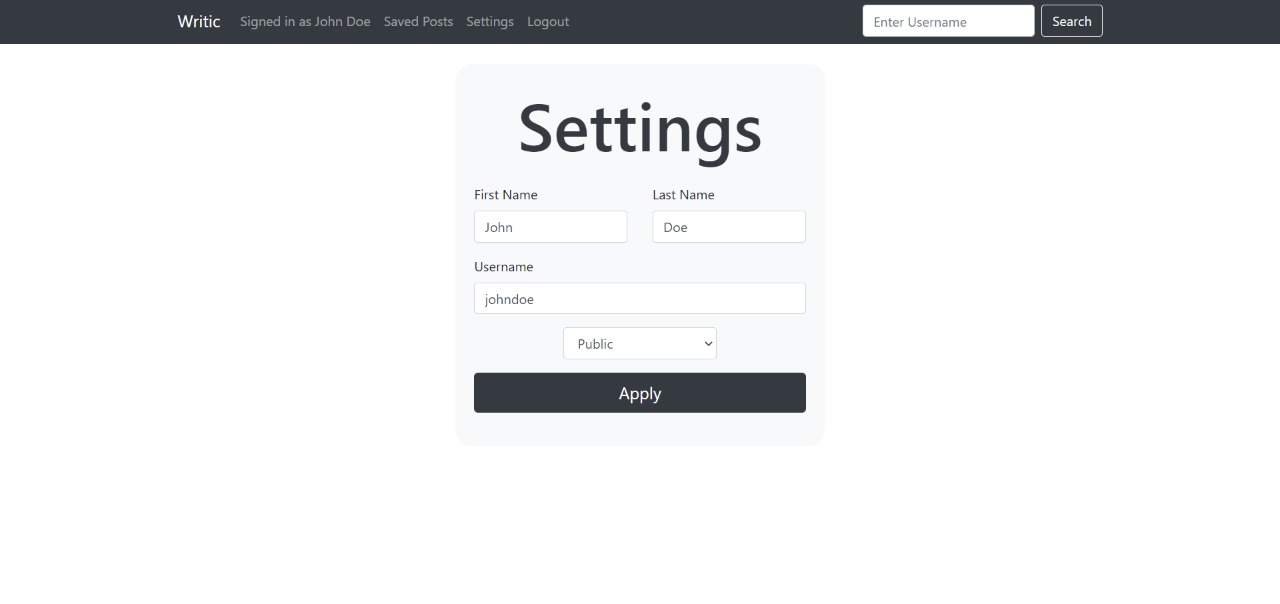 Writic Signed in as John Doe Saved Posts Settings Logout Enter Username Search
Settings
First Name Last Name
John Doe
Username
johndoe
Public
Apply